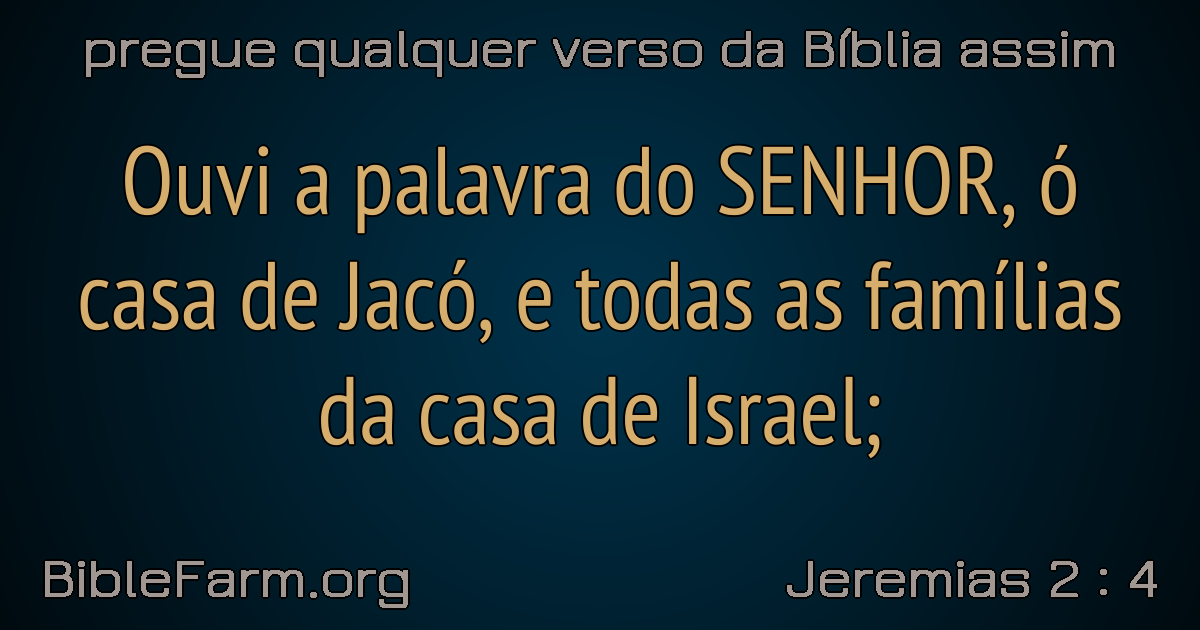 pregue qualquer verso da Bíblia assim
Ouvi a palavra do SENHOR, ó
casa de Jacó, e todas as famílias
da casa de Israel;
BibleFarm.org
Jeremias 2 : 4